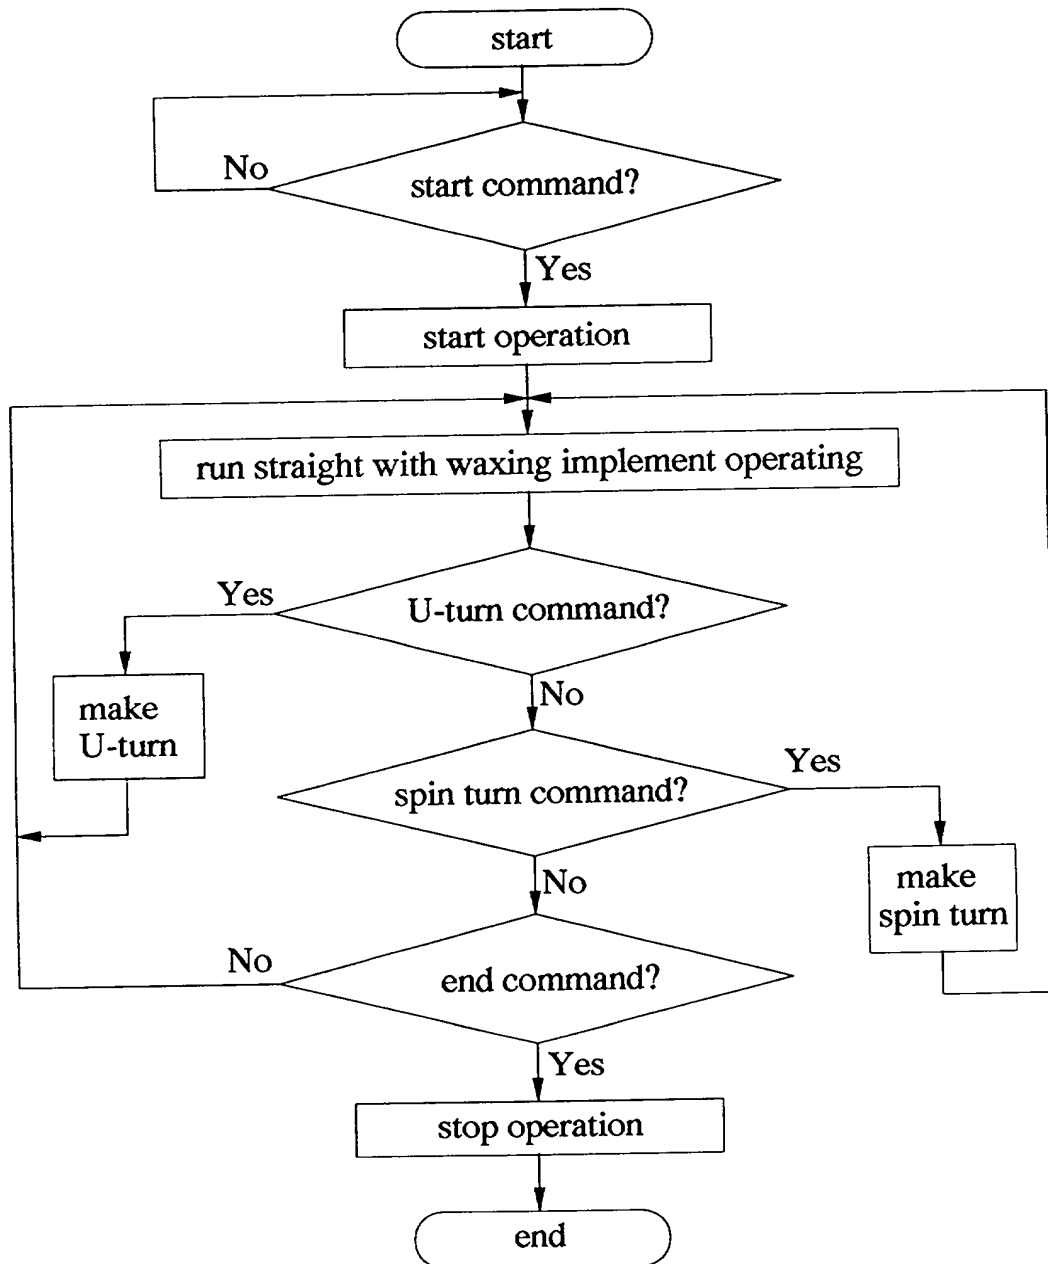 start
No
start command?
Yes
start operation
run straight with waxing implement operating
Yes
U-turn command?
make
U-turn
No
Yes
spin turn command?
make
spin turn
No
No
end command?
Yes
stop operation
end